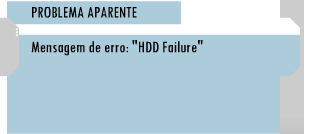 PROBLEMA APARENTE
Mensagem de erro: "HDD Failure"